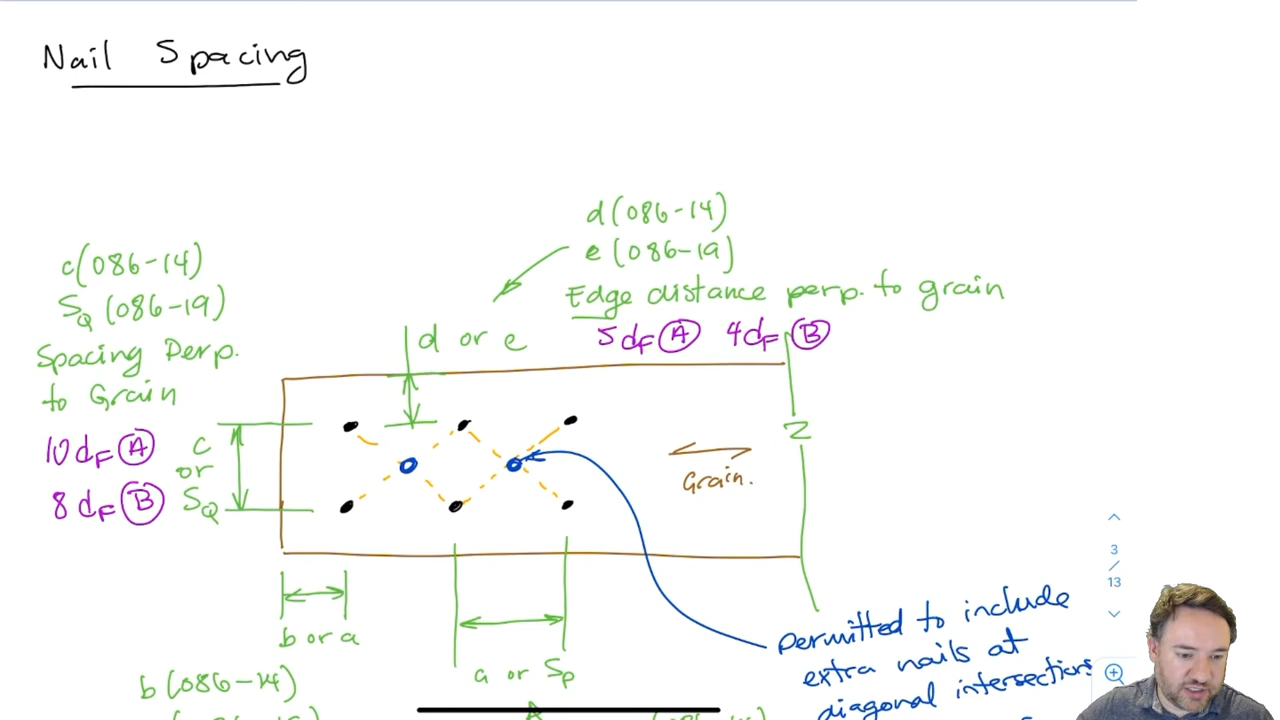 Nail Spacing
d (086-14)
e (086-19)
Edge distance perp. to grain
5dF A 4dF B
c (086-14)
SQ (086-19)
Spacing Perp.
to Grain
10dF A
8dF B
c
or
SQ
d or e
Grain.
b or a
a or Sp
b (086-14)
Permitted to include
extra nails at
diagonal intersections
3
/
13